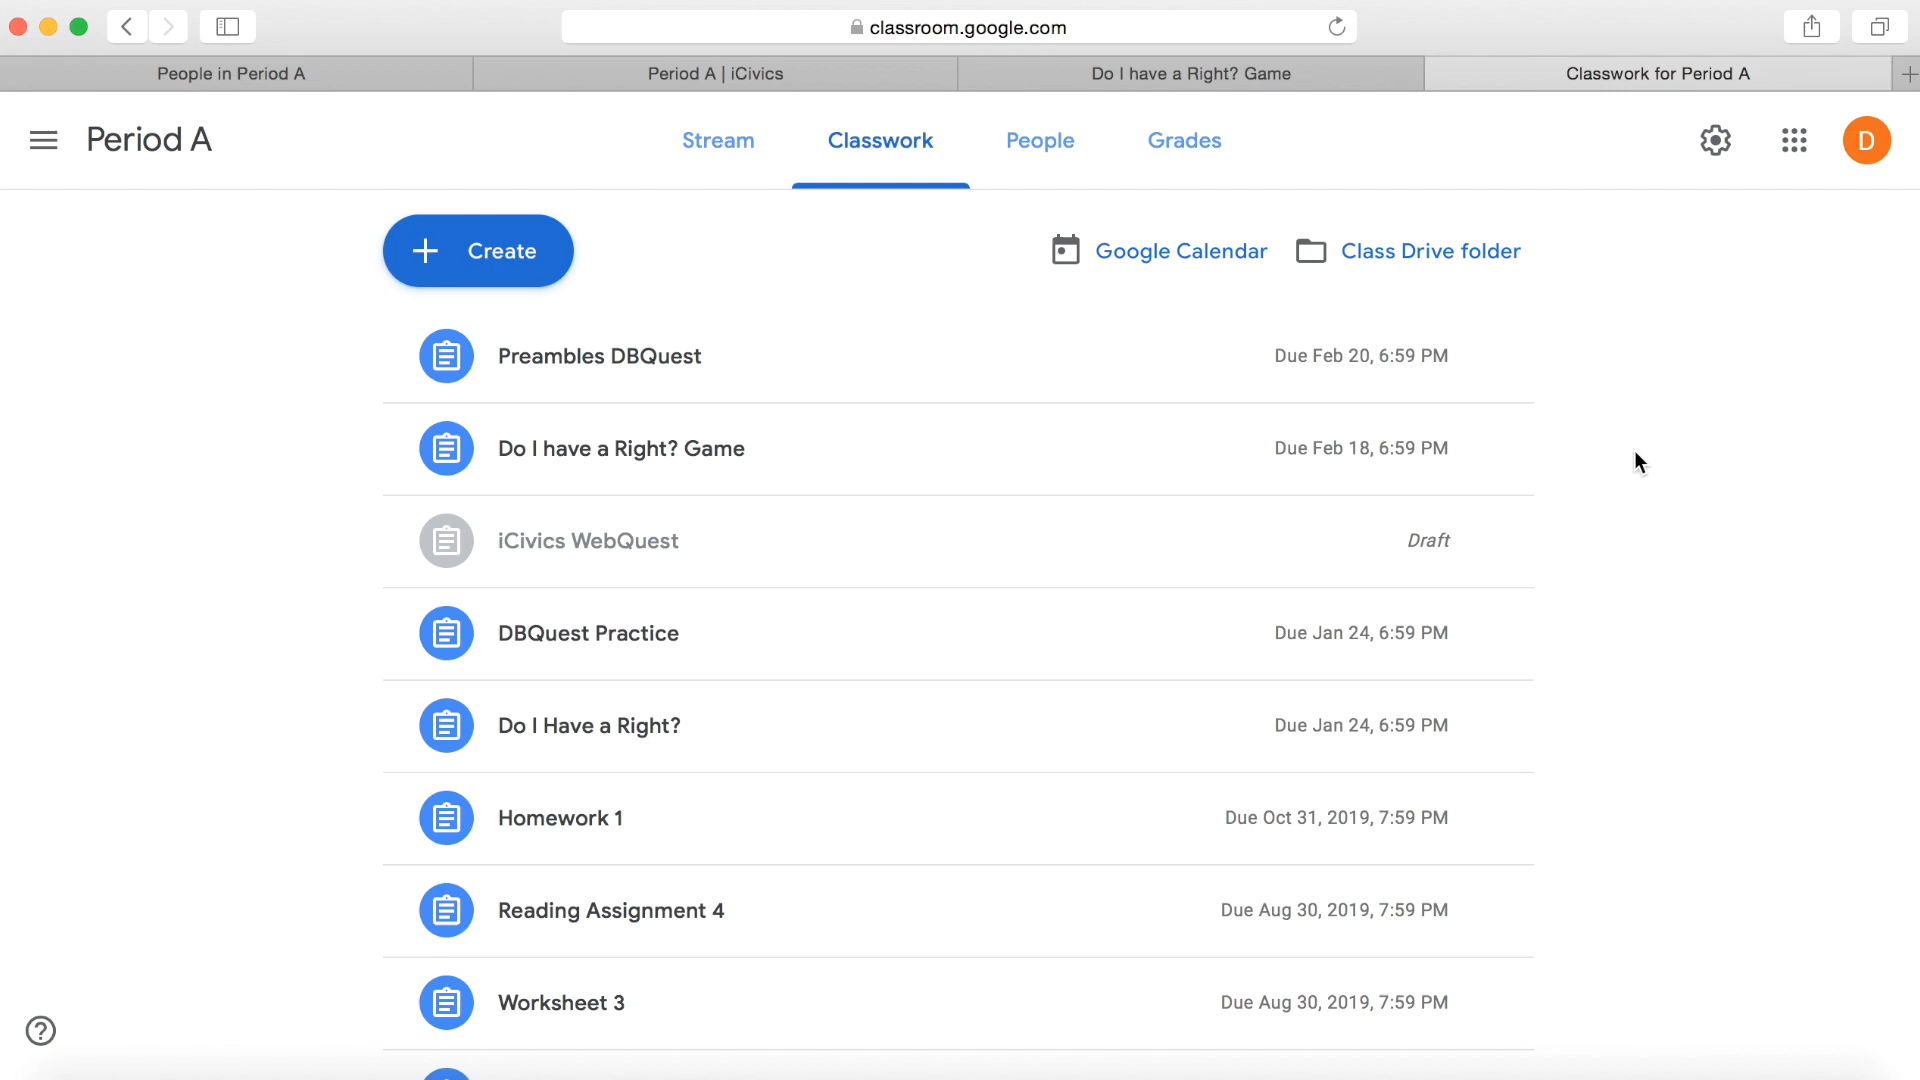 classroom.google.com
People in Period A
Period A | iCivics
Do I have a Right? Game
Classwork for Period A
Period A
Stream
Classwork
People
Grades
D
Create
Google Calendar
Class Drive folder
Preambles DBQuest
Due Feb 20, 6:59 PM
Do I have a Right? Game
Due Feb 18, 6:59 PM
iCivics WebQuest
Draft
DBQuest Practice
Due Jan 24, 6:59 PM
Do I Have a Right?
Due Jan 24, 6:59 PM
Homework 1
Due Oct 31, 2019, 7:59 PM
Reading Assignment 4
Due Aug 30, 2019, 7:59 PM
Worksheet 3
Due Aug 30, 2019, 7:59 PM